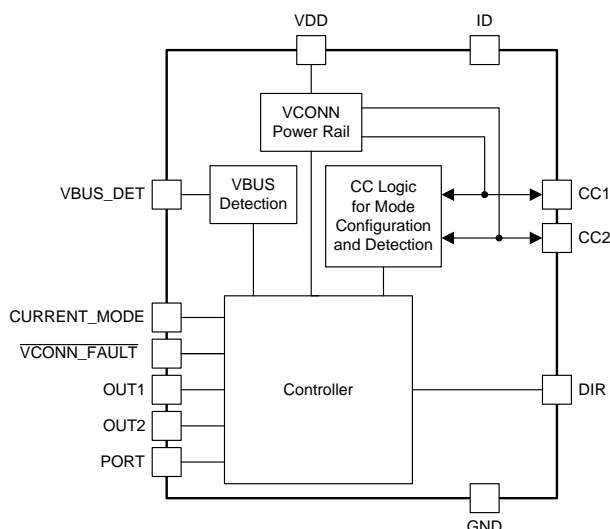 VDD
ID
VCONN
Power Rail
VBUS_DET
VBUS
Detection
CC Logic
for Mode
Configuration
and Detection
CC1
CC2
CURRENT_MODE
VCONN_FAULT
OUT1
OUT2
PORT
Controller
DIR
GND